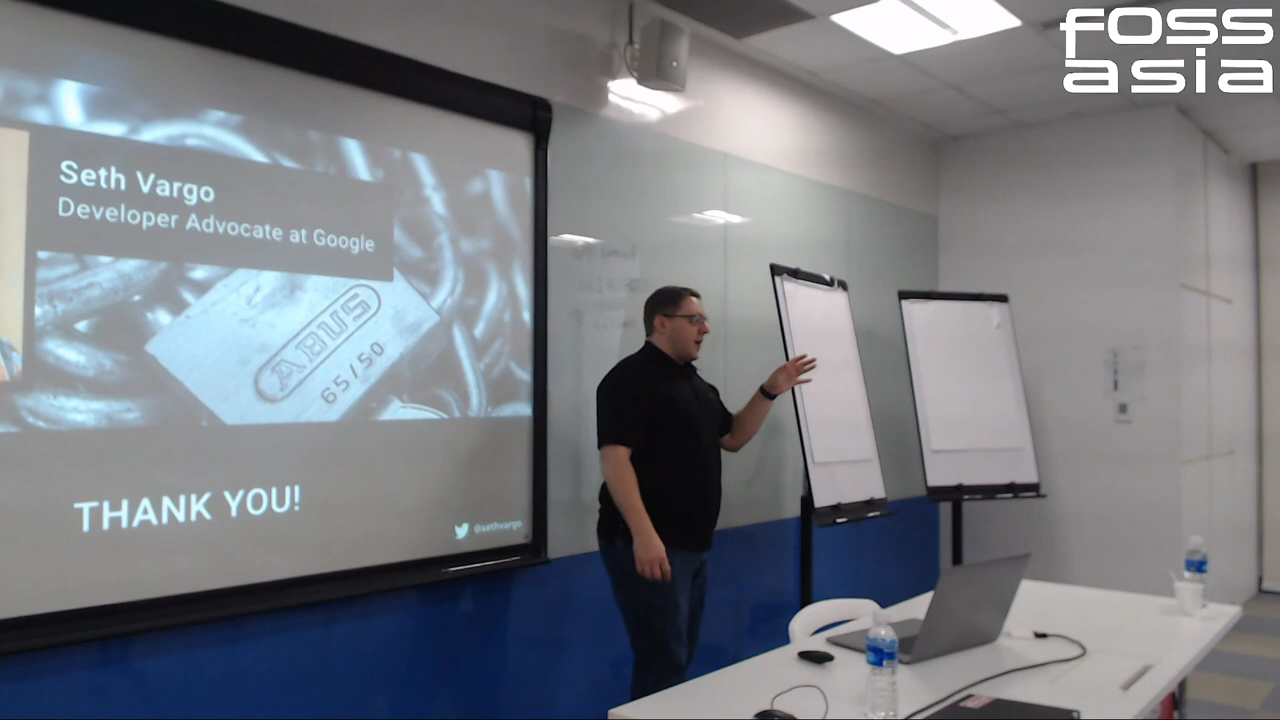 Seth Vargo
Developer Advocate at Google
ABUS
65/50
THANK YOU!
@sethvargo
FOSS
asia